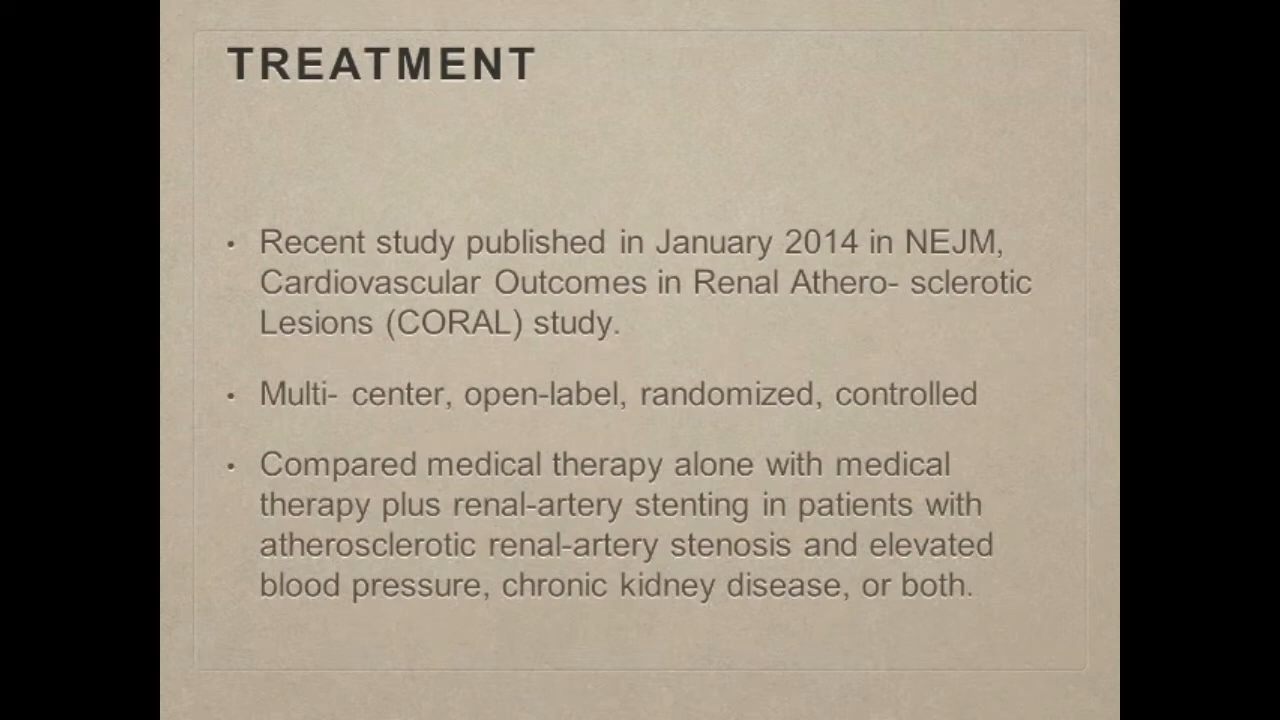 TREATMENT
• Recent study published in January 2014 in NEJM,
Cardiovascular Outcomes in Renal Athero- sclerotic
Lesions (CORAL) study.
• Multi- center, open-label, randomized, controlled
• Compared medical therapy alone with medical
therapy plus renal-artery stenting in patients with
atherosclerotic renal-artery stenosis and elevated
blood pressure, chronic kidney disease, or both.